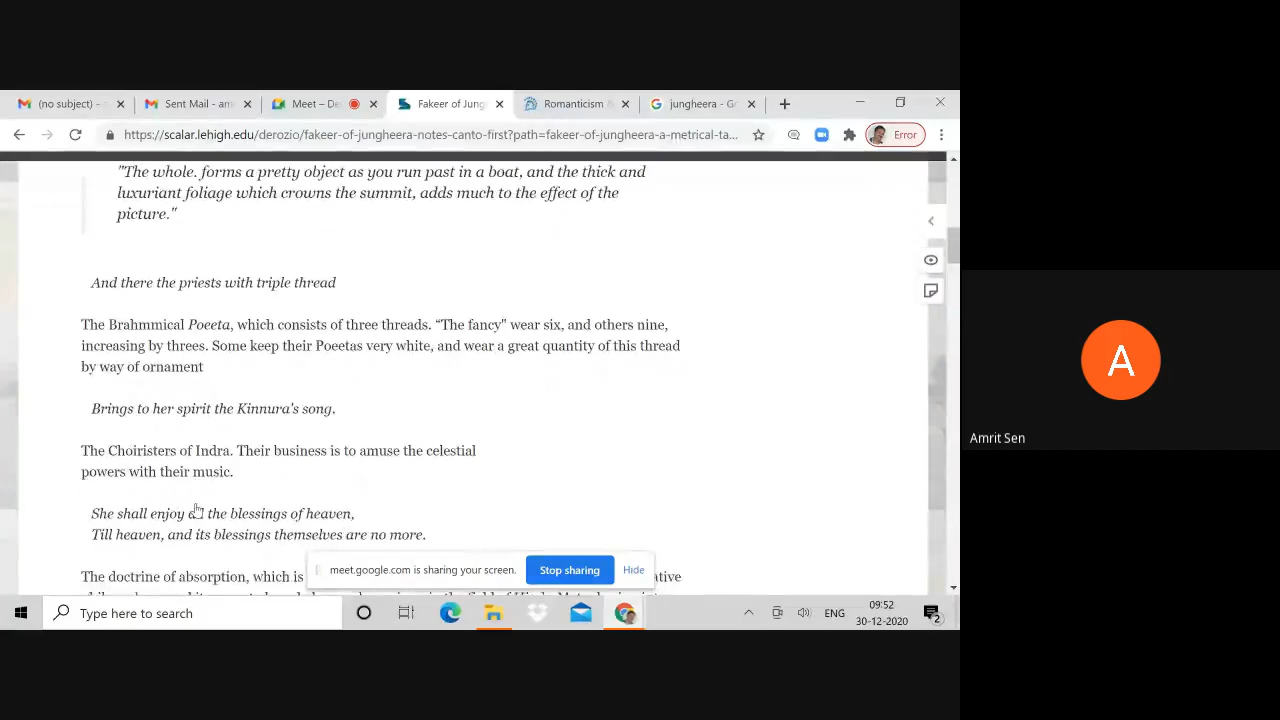 (no subject) -
Sent Mail - am
Meet – De
Fakeer of Jung
Romanticism &
jungheera - Go
https://scalar.lehigh.edu/derozio/fakeer-of-jungheera-notes-canto-first?path=fakeer-of-jungheera-a-metrical-ta...
Error
"The whole. forms a pretty object as you run past in a boat, and the thick and
luxuriant foliage which crowns the summit, adds much to the effect of the
picture."
And there the priests with triple thread
The Brahmmical Poeeta, which consists of three threads. “The fancy" wear six, and others nine,
increasing by threes. Some keep their Poeetas very white, and wear a great quantity of this thread
by way of ornament
Brings to her spirit the Kinnura's song.
The Choiristers of Indra. Their business is to amuse the celestial
powers with their music.
She shall enjoy the blessings of heaven,
Till heaven, and its blessings themselves are no more.
The doctrine of absorption, which is
meet.google.com is sharing your screen.
Stop sharing
Hide
Type here to search
ENG
09:52
30-12-2020
2
A
Amrit Sen